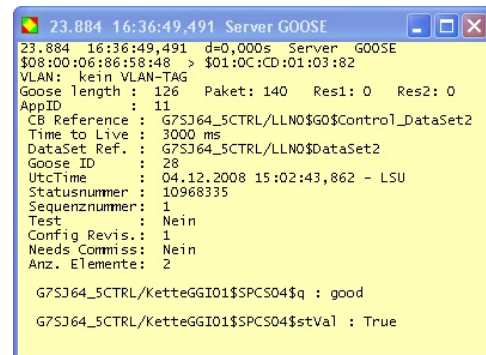 23.884 16:36:49,491 Server GOOSE
23.884 16:36:49,491 d=0,000s Server GOOSE
$08:00:06:86:58:48 > $01:0C:CD:01:03:82
VLAN: kein VLAN-TAG
Goose length : 126 Paket: 140 Res1: 0 Res2: 0
AppID : 11
CB Reference : G7SJ64_5CTRL/LLN0$GO$Control_DataSet2
Time to Live : 3000 ms
DataSet Ref. : G7SJ64_5CTRL/LLN0$DataSet2
Goose ID : 28
UtcTime : 04.12.2008 15:02:43,862 - LSU
Statusnummer : 10968335
Sequenznummer: 1
Test : Nein
Config Revis.: 1
Needs Commiss: Nein
Anz. Elemente: 2
G7SJ64_5CTRL/KetteGGIO1$SPCSO4$q : good
G7SJ64_5CTRL/KetteGGIO1$SPCSO4$stVal : True